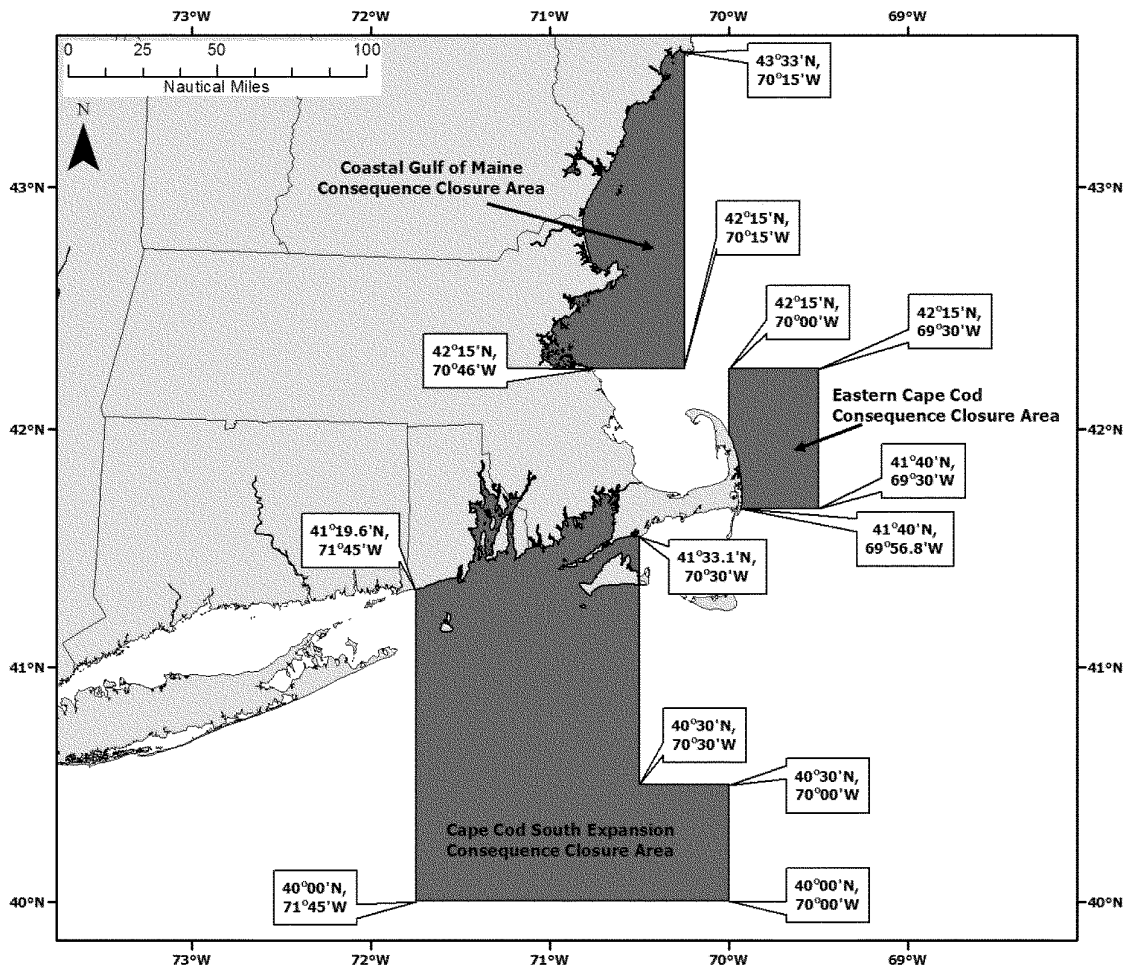 73°W 72°W 71°W 70°W 69°W
0 25 50 100
Nautical Miles
N
43°33'N,
70°15'W
Coastal Gulf of Maine
Consequence Closure Area
43°N 43°N
42°15'N,
70°15'W
42°15'N,
70°00'W
42°15'N,
69°30'W
42°15'N,
70°46'W
Eastern Cape Cod
Consequence Closure Area
42°N 42°N
41°40'N,
69°30'W
41°40'N,
69°56.8'W
41°19.6'N,
71°45'W
41°33.1'N,
70°30'W
41°N 41°N
40°30'N,
70°30'W
40°30'N,
70°00'W
Cape Cod South Expansion
Consequence Closure Area
40°00'N,
71°45'W
40°00'N,
70°00'W
40°N 40°N
73°W 72°W 71°W 70°W 69°W